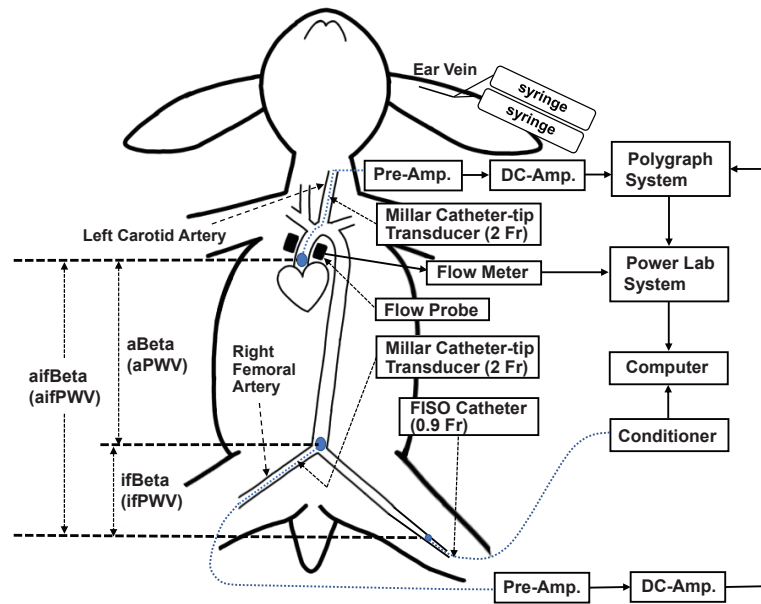 Ear Vein
syringe
syringe
Pre-Amp.
DC-Amp.
Polygraph
System
Left Carotid Artery
Millar Catheter-tip
Transducer (2 Fr)
Flow Meter
Power Lab
System
Flow Probe
aifBeta
(aifPWV)
aBeta
(aPWV)
Right
Femoral
Artery
Millar Catheter-tip
Transducer (2 Fr)
Computer
FISO Catheter
(0.9 Fr)
Conditioner
ifBeta
(ifPWV)
Pre-Amp.
DC-Amp.